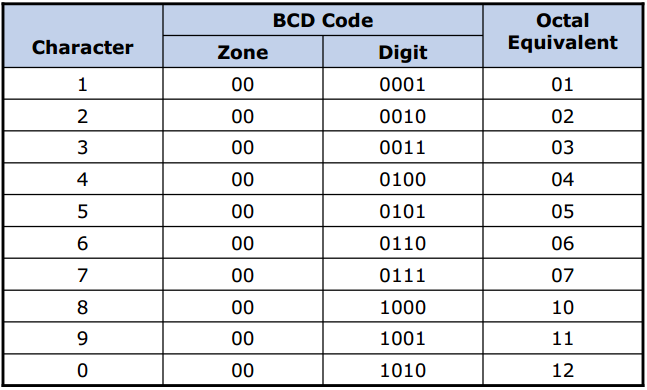 Character BCD Code Octal Equivalent
Zone Digit
1 00 0001 01
2 00 0010 02
3 00 0011 03
4 00 0100 04
5 00 0101 05
6 00 0110 06
7 00 0111 07
8 00 1000 10
9 00 1001 11
0 00 1010 12